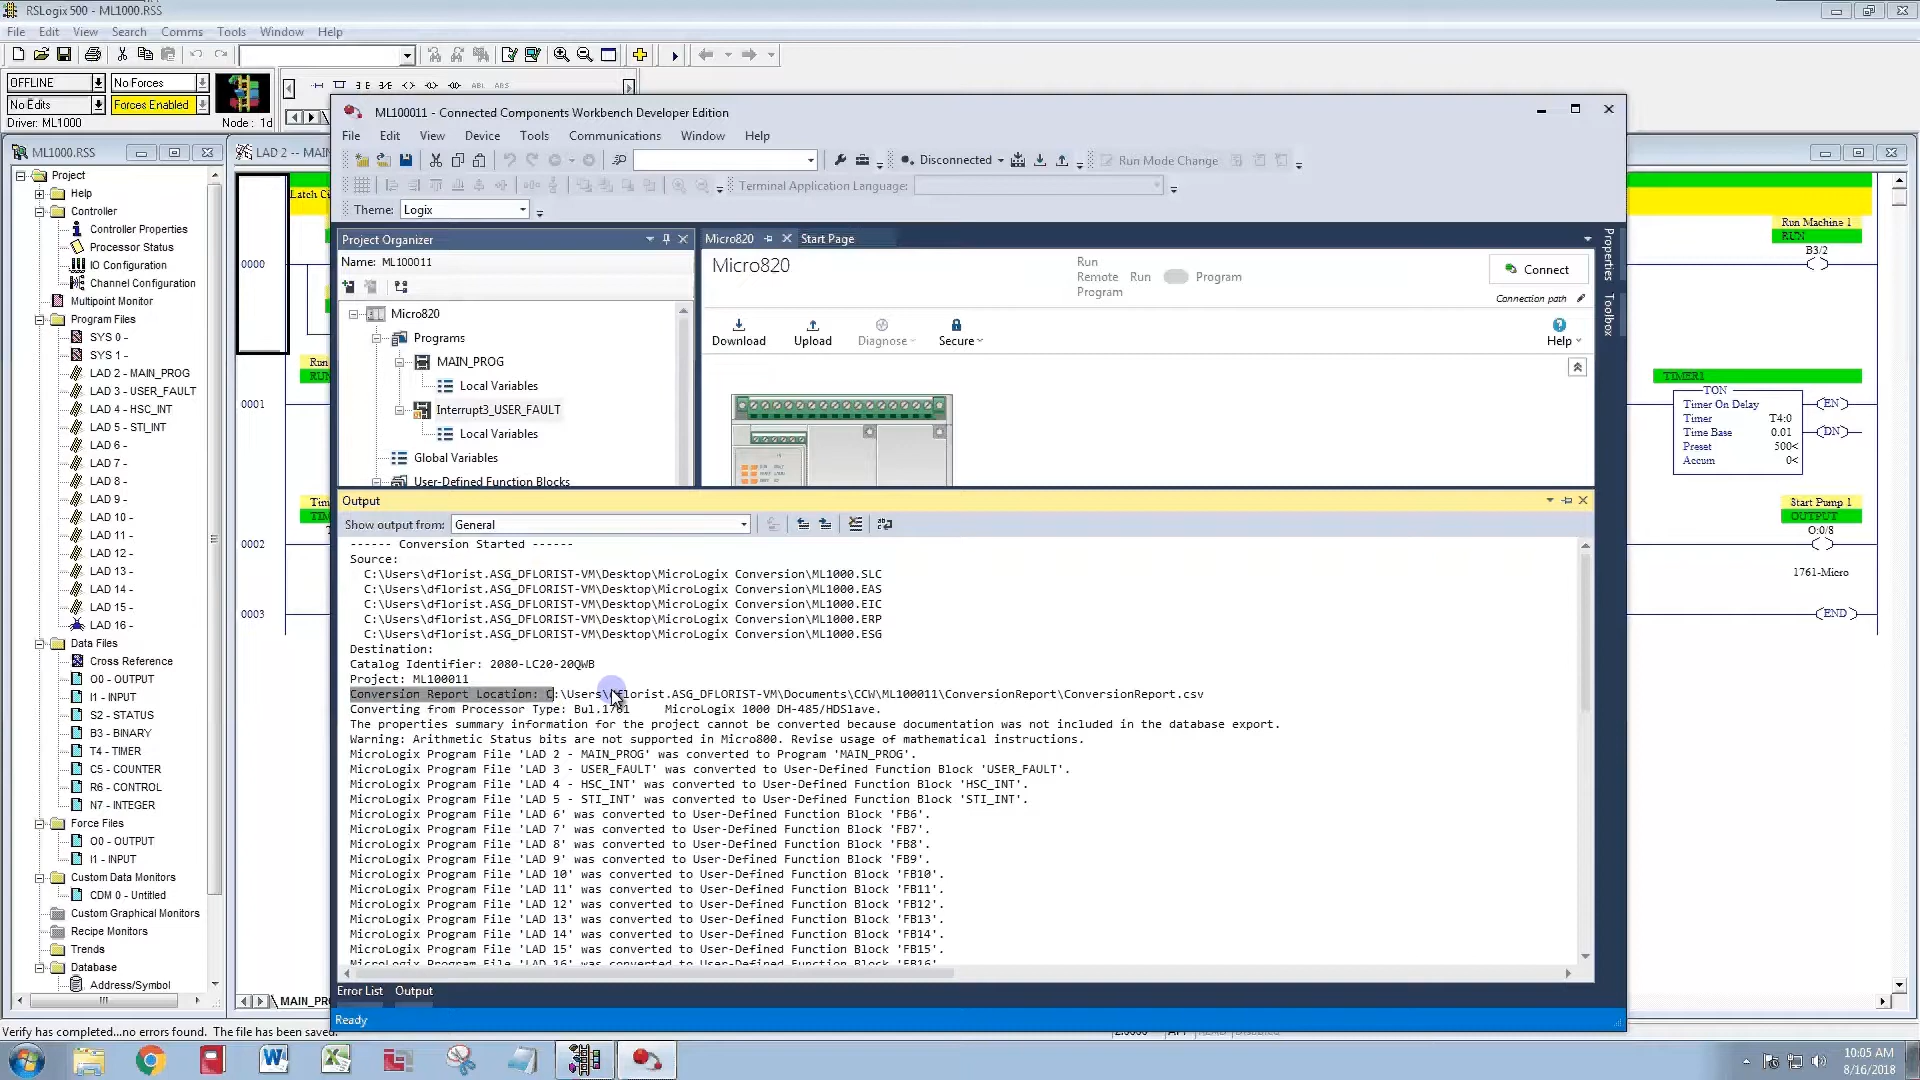 RSLogix 500 - ML1000.RSS
File Edit View Search Comms Tools Window Help
OFFLINE No Forces
No Edits Forces Enabled
Driver: ML1000 Node : 1d
ML1000.RSS
LAD 2 -- MAI
Project
Help
Controller
Controller Properties
Processor Status
IO Configuration
Channel Configuration
Multipoint Monitor
Program Files
SYS 0 -
SYS 1 -
LAD 2 - MAIN_PROG
LAD 3 - USER_FAULT
LAD 4 - HSC_INT
LAD 5 - STI_INT
LAD 6 -
LAD 7 -
LAD 8 -
LAD 9 -
LAD 10 -
LAD 11 -
LAD 12 -
LAD 13 -
LAD 14 -
LAD 15 -
LAD 16 -
Data Files
Cross Reference
O0 - OUTPUT
I1 - INPUT
S2 - STATUS
B3 - BINARY
T4 - TIMER
C5 - COUNTER
R6 - CONTROL
N7 - INTEGER
Force Files
O0 - OUTPUT
I1 - INPUT
Custom Data Monitors
CDM 0 - Untitled
Custom Graphical Monitors
Recipe Monitors
Trends
Database
Address/Symbol
Latch Ci
0000
Run
RUN
0001
Tim
TIM
0002
0003
MAIN_PR
ML100011 - Connected Components Workbench Developer Edition
File Edit View Device Tools Communications Window Help
Disconnected Run Mode Change
Terminal Application Language:
Theme: Logix
Project Organizer
Name: ML100011
Micro820
Programs
MAIN_PROG
Local Variables
Interrupt3_USER_FAULT
Local Variables
Global Variables
User-Defined Function Blocks
Micro820 Start Page
Micro820
Run
Remote Run Program
Program
Connect
Connection path
Download Upload Diagnose Secure Help
Properties
Toolbox
Output
Show output from: General
------ Conversion Started ------
Source:
C:\Users\dflorist.ASG_DFLORIST-VM\Desktop\MicroLogix Conversion\ML1000.SLC
C:\Users\dflorist.ASG_DFLORIST-VM\Desktop\MicroLogix Conversion\ML1000.EAS
C:\Users\dflorist.ASG_DFLORIST-VM\Desktop\MicroLogix Conversion\ML1000.EIC
C:\Users\dflorist.ASG_DFLORIST-VM\Desktop\MicroLogix Conversion\ML1000.ERP
C:\Users\dflorist.ASG_DFLORIST-VM\Desktop\MicroLogix Conversion\ML1000.ESG
Destination:
Catalog Identifier: 2080-LC20-20QWB
Project: ML100011
Conversion Report Location: C:\Users\dflorist.ASG_DFLORIST-VM\Documents\CCW\ML100011\ConversionReport\ConversionReport.csv
Converting from Processor Type: Bul.1761 MicroLogix 1000 DH-485/HDSlave.
The properties summary information for the project cannot be converted because documentation was not included in the database export.
Warning: Arithmetic Status bits are not supported in Micro800. Revise usage of mathematical instructions.
MicroLogix Program File 'LAD 2 - MAIN_PROG' was converted to Program 'MAIN_PROG'.
MicroLogix Program File 'LAD 3 - USER_FAULT' was converted to User-Defined Function Block 'USER_FAULT'.
MicroLogix Program File 'LAD 4 - HSC_INT' was converted to User-Defined Function Block 'HSC_INT'.
MicroLogix Program File 'LAD 5 - STI_INT' was converted to User-Defined Function Block 'STI_INT'.
MicroLogix Program File 'LAD 6' was converted to User-Defined Function Block 'FB6'.
MicroLogix Program File 'LAD 7' was converted to User-Defined Function Block 'FB7'.
MicroLogix Program File 'LAD 8' was converted to User-Defined Function Block 'FB8'.
MicroLogix Program File 'LAD 9' was converted to User-Defined Function Block 'FB9'.
MicroLogix Program File 'LAD 10' was converted to User-Defined Function Block 'FB10'.
MicroLogix Program File 'LAD 11' was converted to User-Defined Function Block 'FB11'.
MicroLogix Program File 'LAD 12' was converted to User-Defined Function Block 'FB12'.
MicroLogix Program File 'LAD 13' was converted to User-Defined Function Block 'FB13'.
MicroLogix Program File 'LAD 14' was converted to User-Defined Function Block 'FB14'.
MicroLogix Program File 'LAD 15' was converted to User-Defined Function Block 'FB15'.
MicroLogix Program File 'LAD 16' was converted to User-Defined Function Block 'FB16'
Error List Output
Ready
Run Machine 1
RUN
B3/2
TIMER1
TON
Timer On Delay EN
Timer T4:0
Time Base 0.01 DN
Preset 500<
Accum 0<
Start Pump 1
OUTPUT
O:0/8
1761-Micro
END
Verify has completed...no errors found. The file has been saved.
10:05 AM
8/16/2018